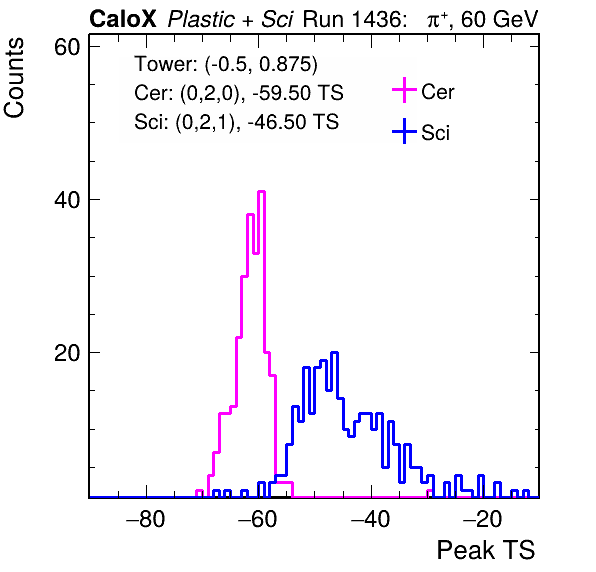 CaloX Plastic + Sci Run 1436: π⁺, 60 GeV
Counts
60
40
20
Tower: (-0.5, 0.875)
Cer: (0,2,0), -59.50 TS
Sci: (0,2,1), -46.50 TS
Cer
Sci
−80 −60 −40 −20
Peak TS